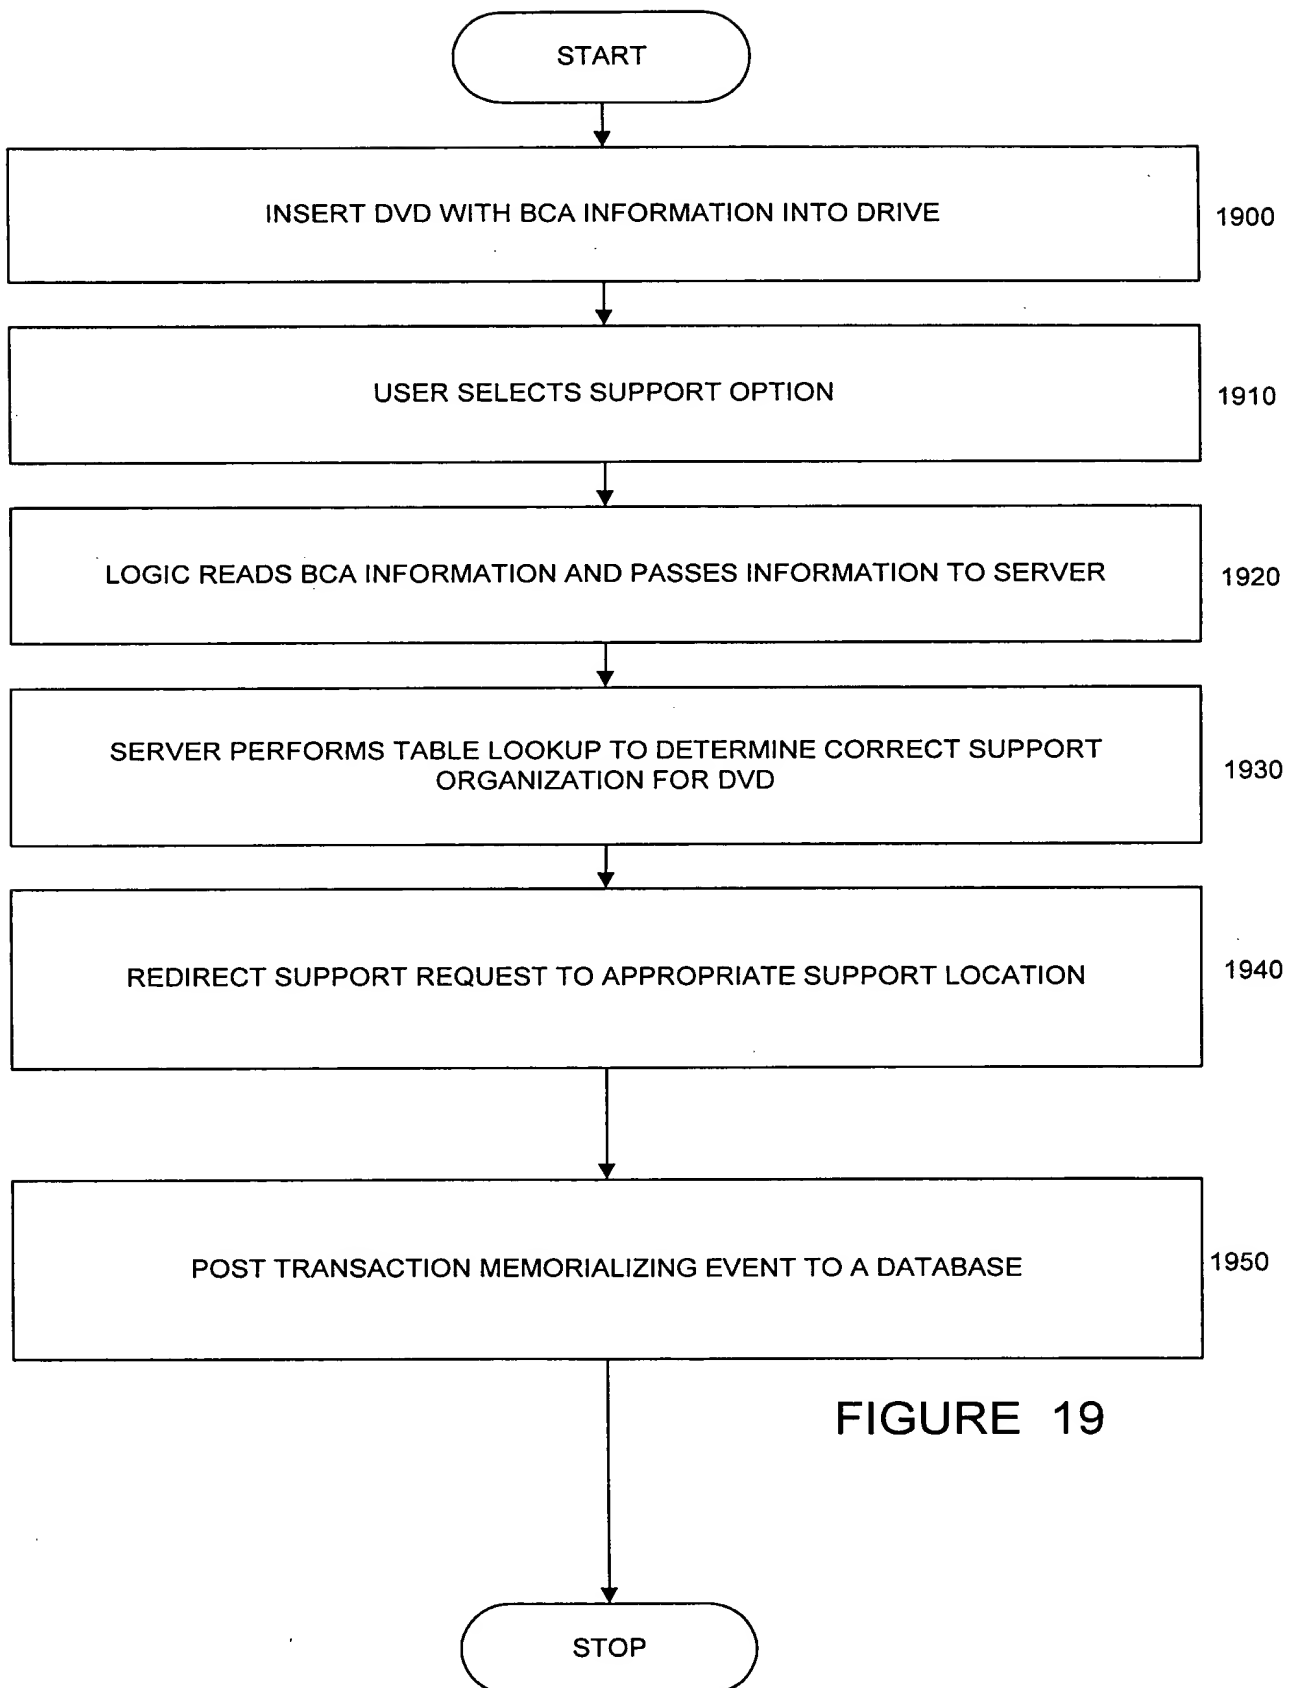 START
INSERT DVD WITH BCA INFORMATION INTO DRIVE
1900
USER SELECTS SUPPORT OPTION
1910
LOGIC READS BCA INFORMATION AND PASSES INFORMATION TO SERVER
1920
SERVER PERFORMS TABLE LOOKUP TO DETERMINE CORRECT SUPPORT
ORGANIZATION FOR DVD
1930
REDIRECT SUPPORT REQUEST TO APPROPRIATE SUPPORT LOCATION
1940
POST TRANSACTION MEMORIALIZING EVENT TO A DATABASE
1950
FIGURE 19
STOP